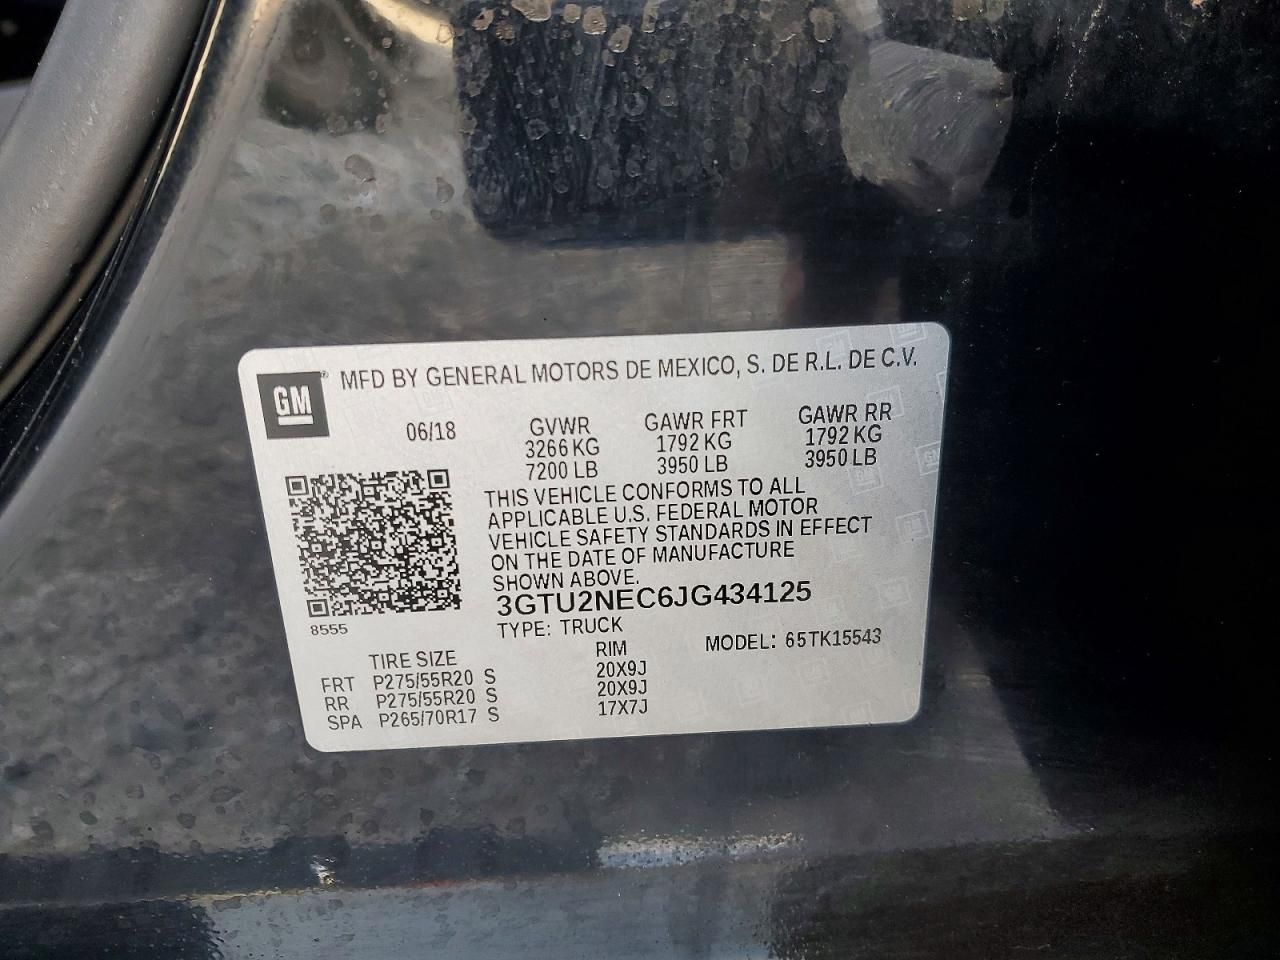 GM ® MFD BY GENERAL MOTORS DE MEXICO, S. DE R.L. DE C.V.
06/18 GVWR GAWR FRT GAWR RR
3266 KG 1792 KG 1792 KG
7200 LB 3950 LB 3950 LB
THIS VEHICLE CONFORMS TO ALL
APPLICABLE U.S. FEDERAL MOTOR
VEHICLE SAFETY STANDARDS IN EFFECT
ON THE DATE OF MANUFACTURE
SHOWN ABOVE.
3GTU2NEC6JG434125
8555
TYPE: TRUCK
MODEL: 65TK15543
TIRE SIZE RIM
FRT P275/55R20 S 20X9J
RR P275/55R20 S 20X9J
SPA P265/70R17 S 17X7J